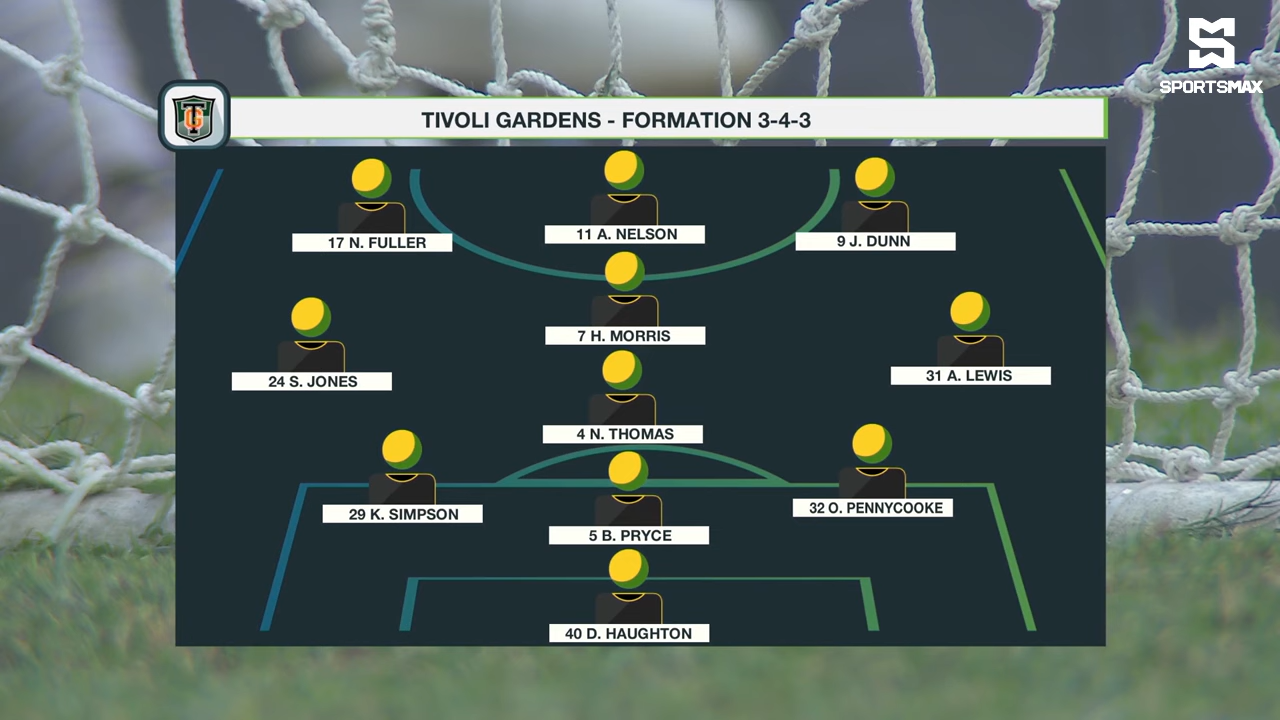 SPORTSMAX
TIVOLI GARDENS - FORMATION 3-4-3
17 N. FULLER
11 A. NELSON
9 J. DUNN
7 H. MORRIS
24 S. JONES
31 A. LEWIS
4 N. THOMAS
29 K. SIMPSON
32 O. PENNYCOOKE
5 B. PRYCE
40 D. HAUGHTON